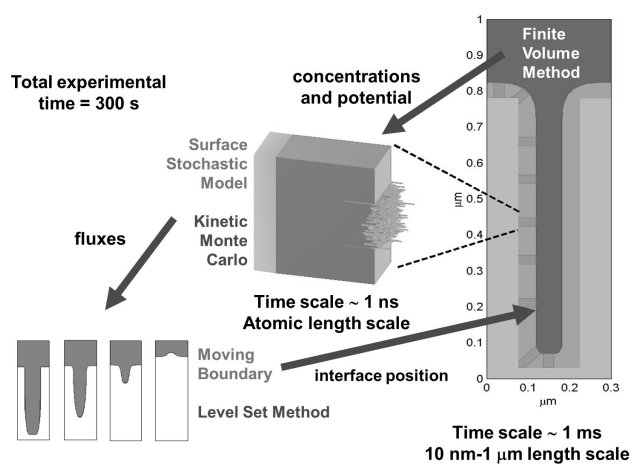 Total experimental
time = 300 s
concentrations
and potential
Surface
Stochastic
Model
Kinetic
Monte
Carlo
fluxes
Time scale ~ 1 ns
Atomic length scale
Moving
Boundary
Level Set Method
interface position
Finite
Volume
Method
1
0.9
0.8
0.7
0.6
0.5
0.4
0.3
0.2
0.1
0
μm
0
0.1
0.2
0.3
μm
Time scale ~ 1 ms
10 nm-1 μm length scale